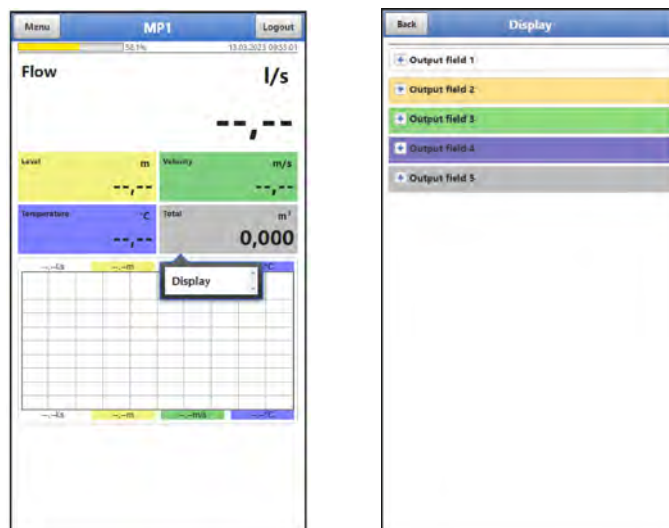 Menu MP1 Logout
58.1% 13.03.2023 09:53:01
Flow l/s
--,--
Level m Velocity m/s
--,-- --,--
Temperature °C Total m³
--,-- 0,000
--,--l/s --,--m °C
Display
--,--l/s --,--m --,--m/s --,--°C
Back Display
Output field 1
Output field 2
Output field 3
Output field 4
Output field 5